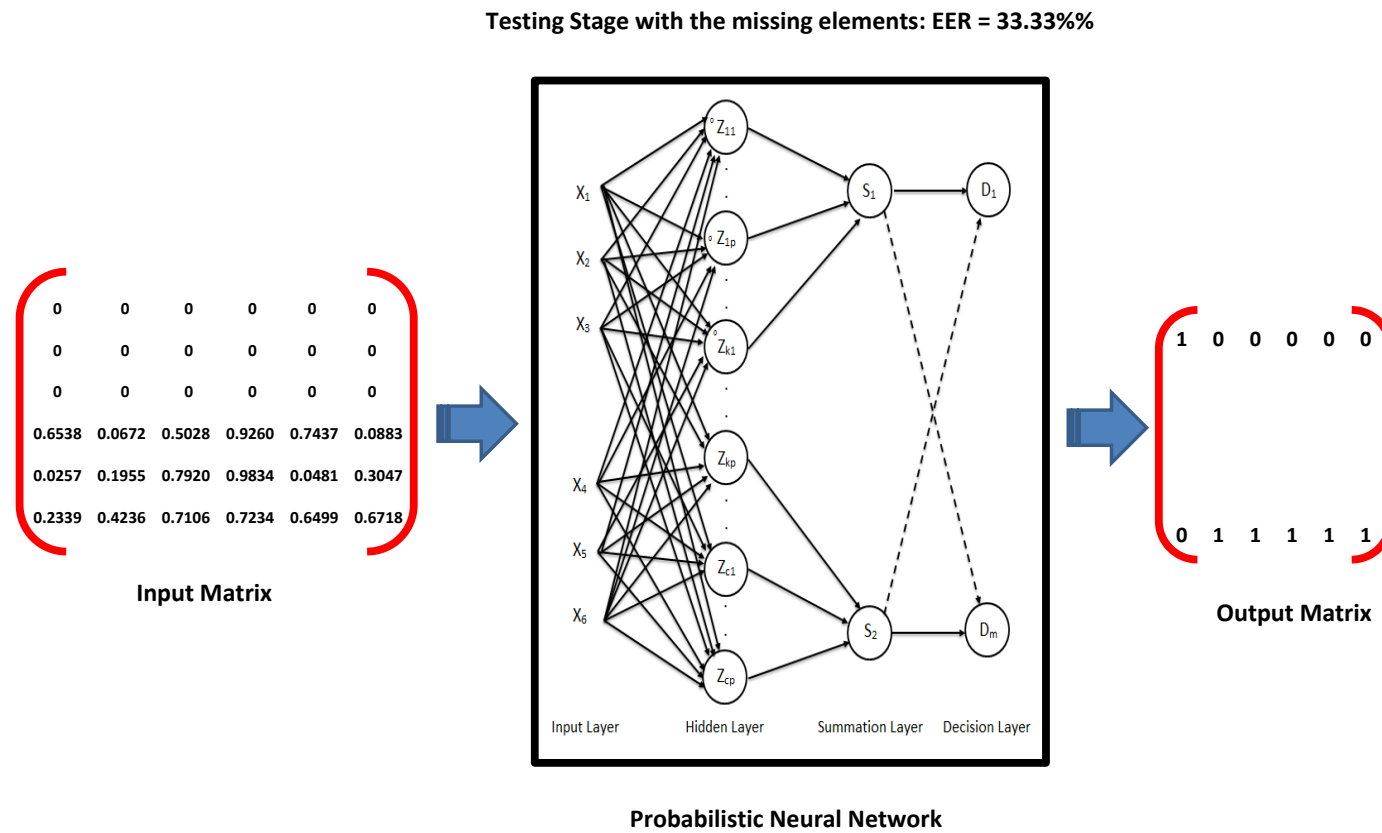 Testing Stage with the missing elements: EER = 33.33%%
0 0 0 0 0 0
0 0 0 0 0 0
0 0 0 0 0 0
0.6538 0.0672 0.5028 0.9260 0.7437 0.0883
0.0257 0.1955 0.7920 0.9834 0.0481 0.3047
0.2339 0.4236 0.7106 0.7234 0.6499 0.6718
Input Matrix
X1
X2
X3
X4
X5
X6
Z11
Z1p
Zk1
Zkp
Zc1
Zcp
S1
S2
D1
Dm
Input Layer Hidden Layer Summation Layer Decision Layer
Probabilistic Neural Network
1 0 0 0 0 0
0 1 1 1 1 1
Output Matrix